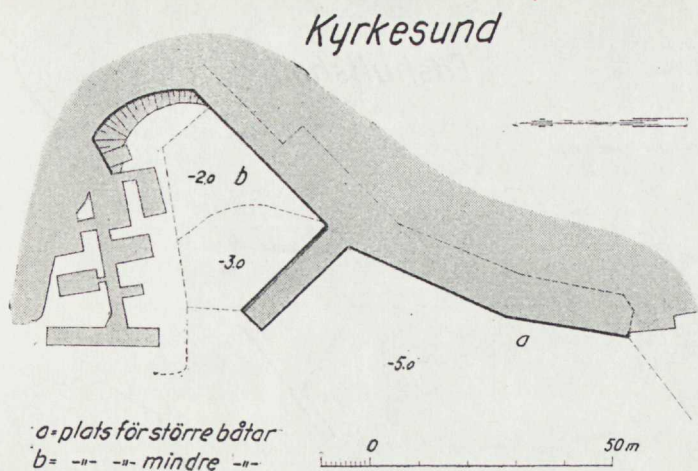 Kyrkesund
-2.0 b
-3.0
a
-5.0
a=plats för större båtar
b= -"- -"- mindre -"-
0 50 m